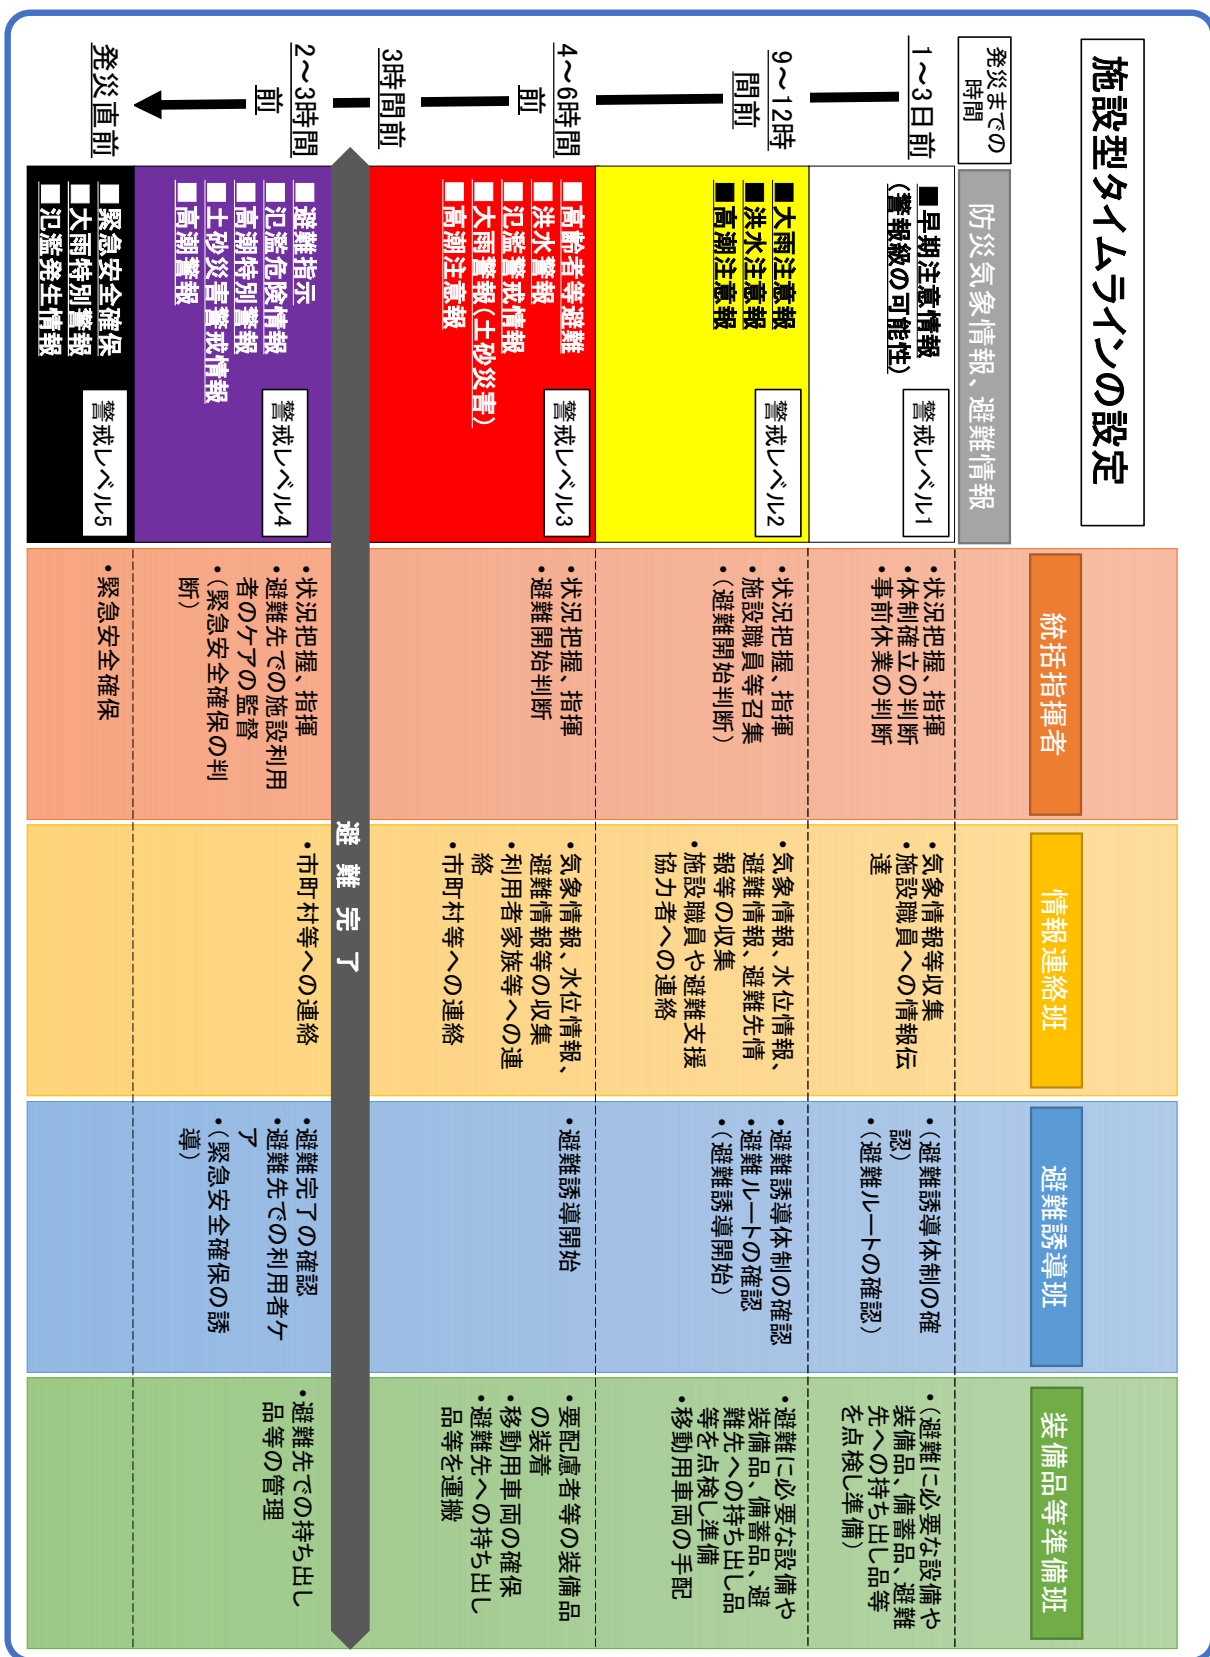 施設型タイムラインの設定
発災までの
時間
防災気象情報、避難情報
統括指揮者
情報連絡班
避難誘導班
装備品等準備班
1～3日前
■早期注意情報
(警報級の可能性)
警戒レベル1
・状況把握、指揮
・体制確立の判断
・事前休業の判断
・気象情報等収集
・施設職員への情報伝
達
・(避難誘導体制の確
認)
・(避難ルートの確認)
・(避難に必要な設備や
装備品、備蓄品、避難
先への持ち出し品等
を点検し準備)
9～12時
間前
■大雨注意報
■洪水注意報
■高潮注意報
警戒レベル2
・状況把握、指揮
・施設職員等召集
・(避難開始判断)
・気象情報、水位情報、
避難情報、避難先情
報等の収集
・施設職員や避難支援
協力者への連絡
・避難誘導体制の確認
・避難ルートの確認
・(避難誘導開始)
・避難に必要な設備や
装備品、備蓄品、避
難先への持ち出し品
等を点検し準備
・移動用車両の手配
4～6時間
前
■高齢者等避難
■洪水警報
■氾濫警戒情報
■大雨警報(土砂災害)
■高潮注意報
警戒レベル3
・状況把握、指揮
・避難開始判断
・気象情報、水位情報、
避難情報等の収集
・利用者家族等への連
絡
・市町村等への連絡
・避難誘導開始
・要配慮者等の装備品
の装着
・移動用車両の確保
・避難先への持ち出し
品等を運搬
3時間前
避難完了
2～3時間
前
■避難指示
■氾濫危険情報
■高潮特別警報
■土砂災害警戒情報
■高潮警報
警戒レベル4
・状況把握、指揮
・避難先での施設利用
者のケアの監督
・(緊急安全確保の判
断)
・市町村等への連絡
・避難完了の確認
・避難先での利用者ケ
ア
・(緊急安全確保の誘
導)
・避難先での持ち出し
品等の管理
発災直前
■緊急安全確保
■大雨特別警報
■氾濫発生情報
警戒レベル5
・緊急安全確保